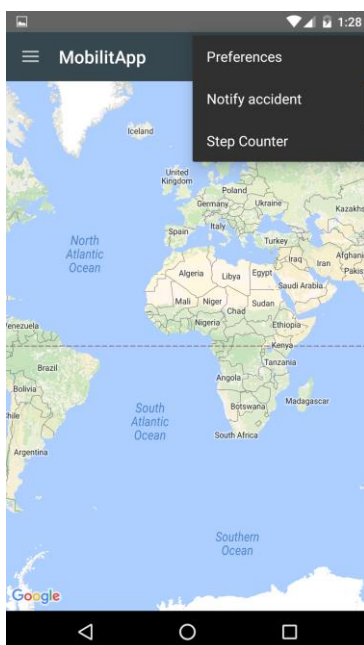 1:28
MobilitApp
Preferences
Notify accident
Step Counter
Iceland
United
Kingdom
Poland
Germany
Ukraine
Kazakhs
North
Atlantic
Ocean
Spain
Italy
Turkey
Iraq
Iran
Afghani
Pakis
Algeria
Libya
Egypt
Saudi Arabia
Mali
Niger
Chad
Sudan
Venezuela
Nigeria
Ethiopia
Kenya
Tanzania
Brazil
Angola
Bolivia
Botswana
Madagascar
Chile
South
Atlantic
Ocean
South Africa
Argentina
Southern
Ocean
Google